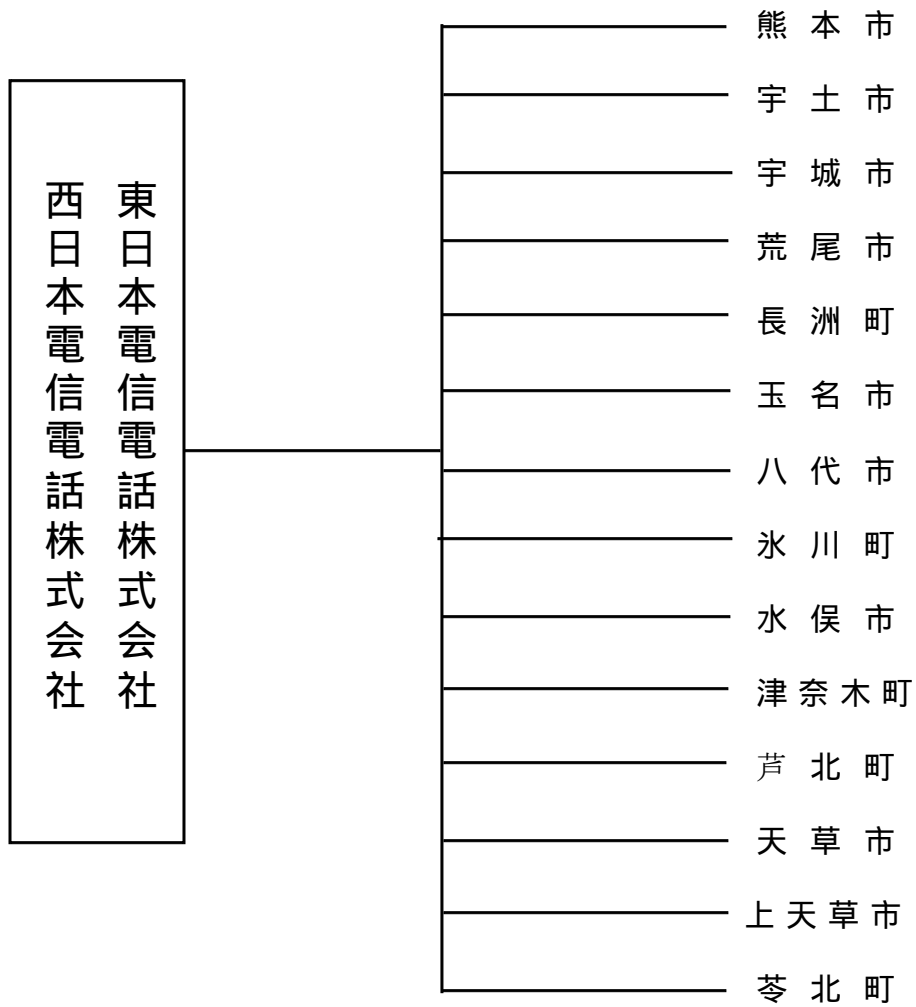 東日本電信電話株式会社
西日本電信電話株式会社
熊本市
宇土市
宇城市
荒尾市
長洲町
玉名市
八代市
氷川町
水俣市
津奈木町
芦北町
天草市
上天草市
苓北町